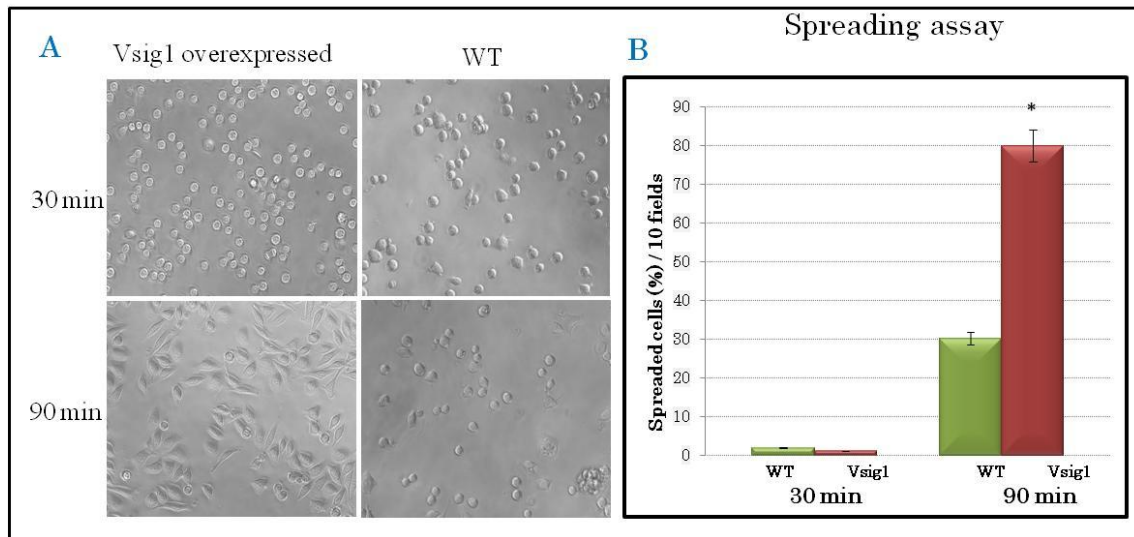 A
Vsig1 overexpressed
WT
30 min
90 min
Spreading assay
B
Spreaded cells (%) / 10 fields
90
80
70
60
50
40
30
20
10
0
*
WT Vsig1 WT Vsig1
30 min 90 min